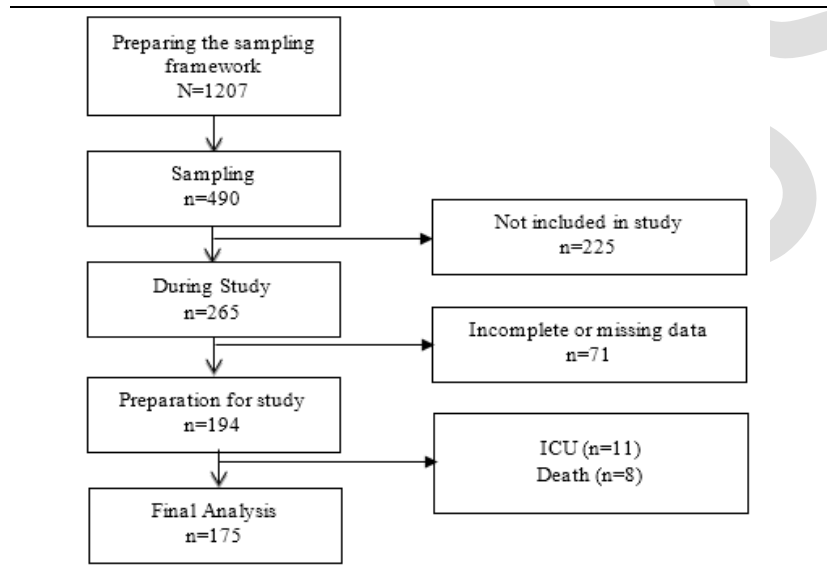 Preparing the sampling
framework
N=1207
Sampling
n=490
Not included in study
n=225
During Study
n=265
Incomplete or missing data
n=71
Preparation for study
n=194
ICU (n=11)
Death (n=8)
Final Analysis
n=175